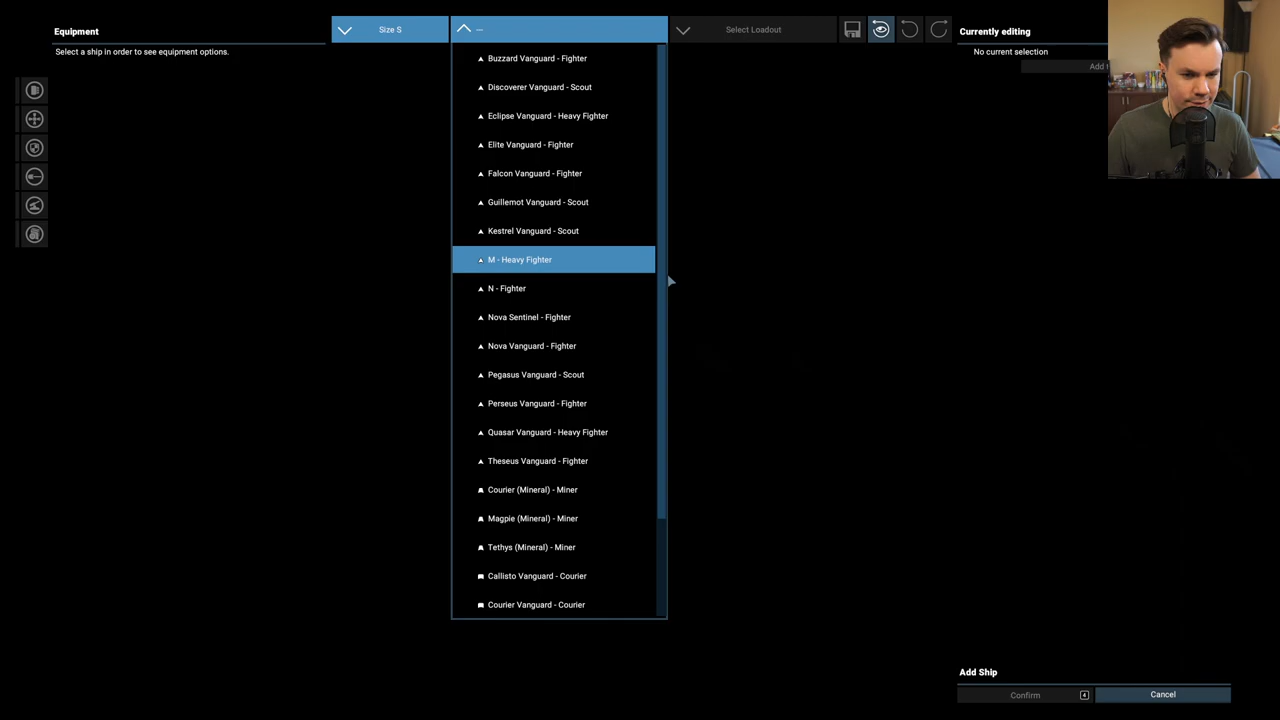 Equipment
Select a ship in order to see equipment options.
Size S
--
Select Loadout
Currently editing
No current selection
Add
Buzzard Vanguard - Fighter
Discoverer Vanguard - Scout
Eclipse Vanguard - Heavy Fighter
Elite Vanguard - Fighter
Falcon Vanguard - Fighter
Guillemot Vanguard - Scout
Kestrel Vanguard - Scout
M - Heavy Fighter
N - Fighter
Nova Sentinel - Fighter
Nova Vanguard - Fighter
Pegasus Vanguard - Scout
Perseus Vanguard - Fighter
Quasar Vanguard - Heavy Fighter
Theseus Vanguard - Fighter
Courier (Mineral) - Miner
Magpie (Mineral) - Miner
Tethys (Mineral) - Miner
Callisto Vanguard - Courier
Courier Vanguard - Courier
Add Ship
Confirm 4
Cancel